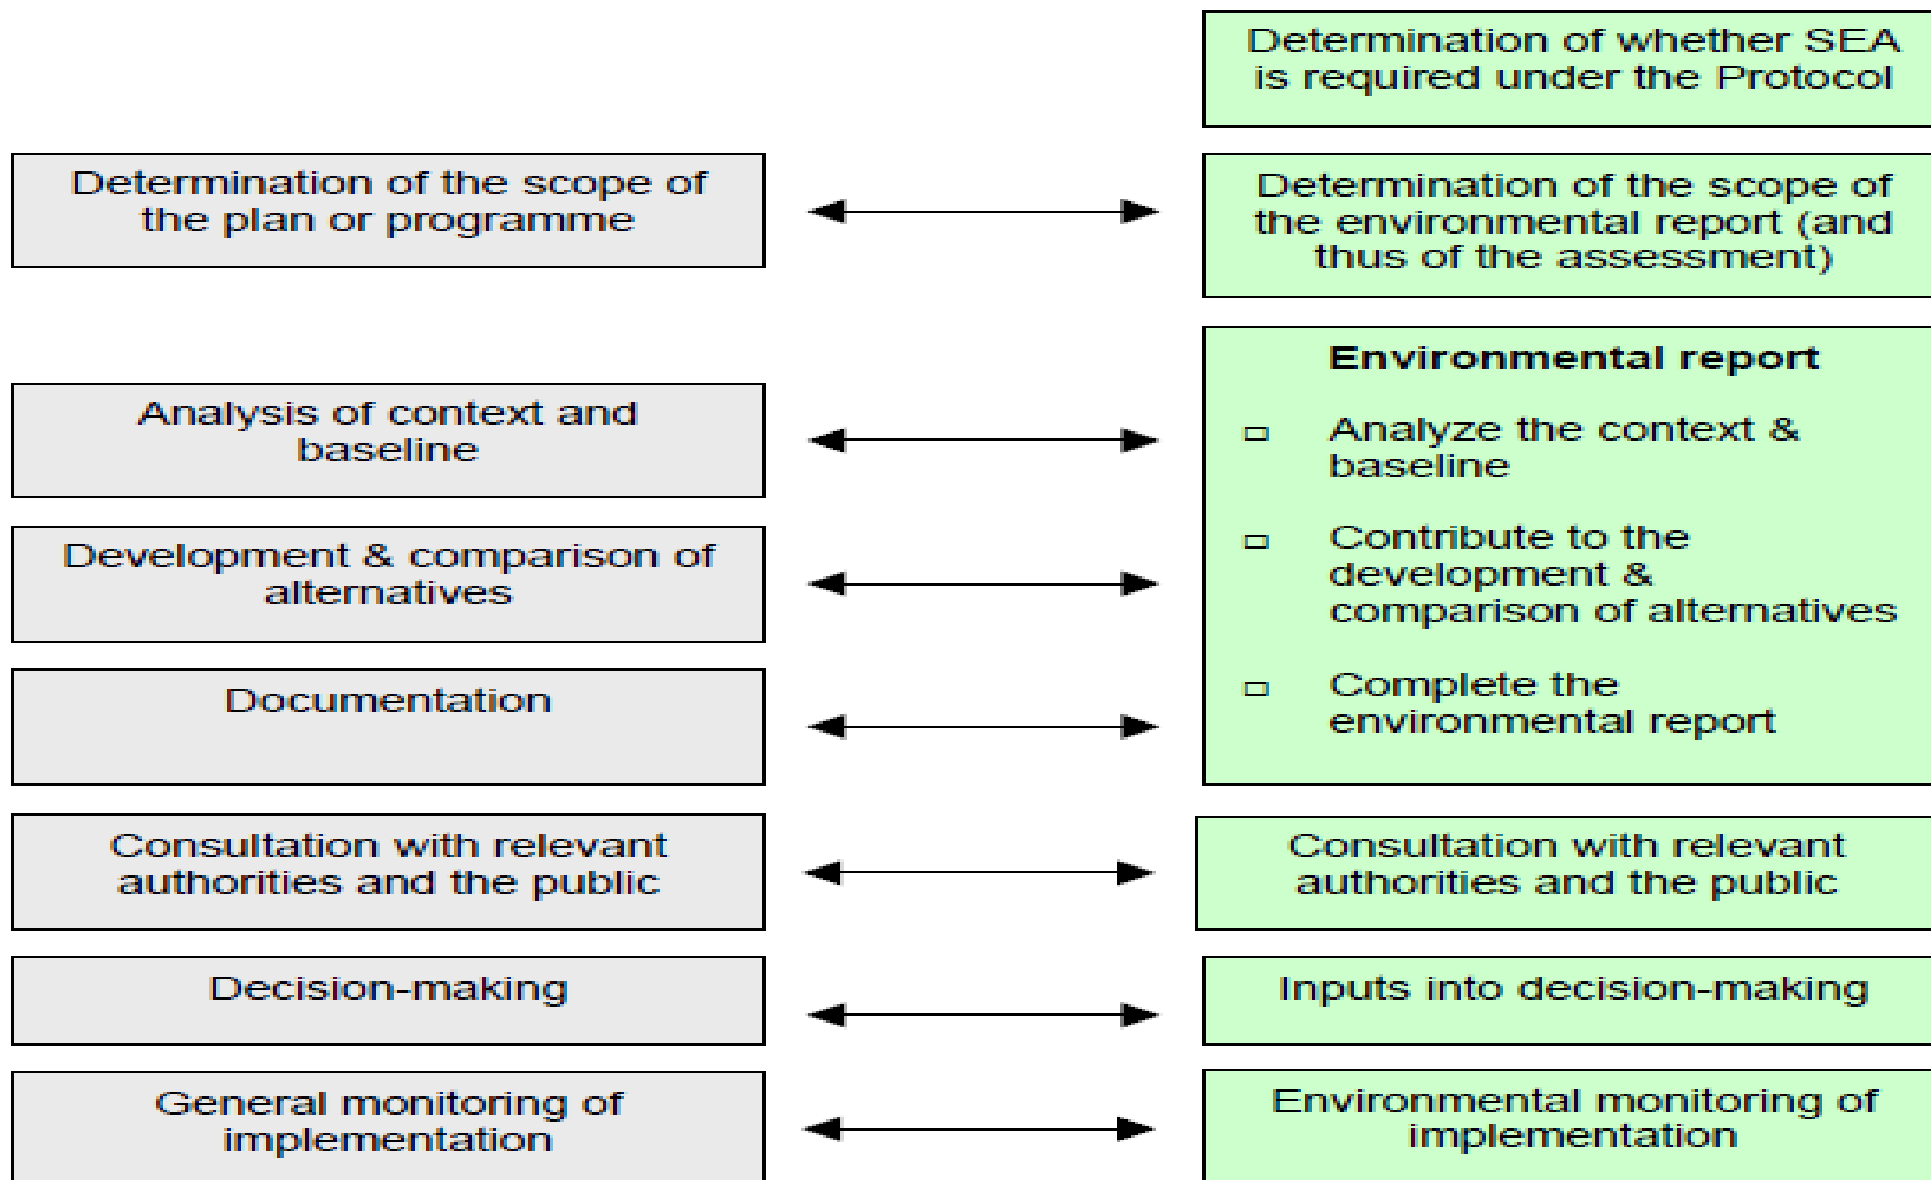 Determination of whether SEA
is required under the Protocol
Determination of the scope of
the plan or programme
Determination of the scope of
the environmental report (and
thus of the assessment)
Analysis of context and
baseline
Development & comparison of
alternatives
Documentation
Environmental report
Analyze the context &
baseline
Contribute to the
development &
comparison of alternatives
Complete the
environmental report
Consultation with relevant
authorities and the public
Consultation with relevant
authorities and the public
Decision-making
Inputs into decision-making
General monitoring of
implementation
Environmental monitoring of
implementation